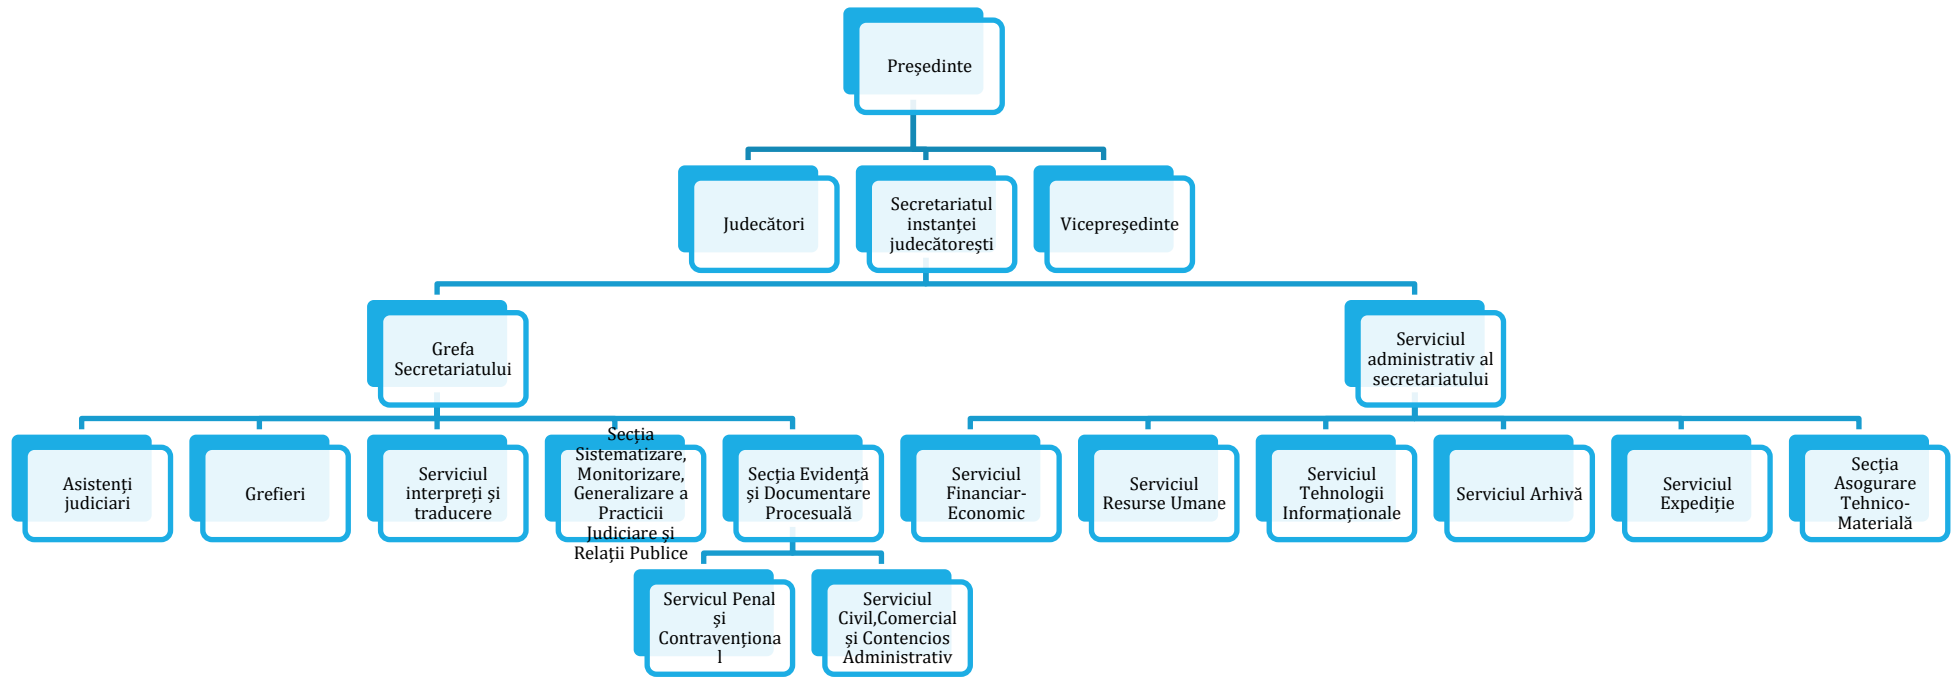 Președinte
Judecători
Secretariatul
instanței
judecătorești
Vicepreședinte
Grefa
Secretariatului
Serviciul
administrativ al
secretariatului
Asistenți
judiciari
Grefieri
Serviciul
interpreți și
traducere
Secția
Sistematizare,
Monitorizare,
Generalizare a
Practicii
Judiciare și
Relații Publice
Secția Evidență
și Documentare
Procesuală
Serviciul
Financiar-
Economic
Serviciul
Resurse Umane
Serviciul
Tehnologii
Informaționale
Serviciul Arhivă
Serviciul
Expediție
Secția
Asogurare
Tehnico-
Materială
Servicul Penal
și
Contravenționa
l
Serviciul
Civil,Comercial
și Contencios
Administrativ